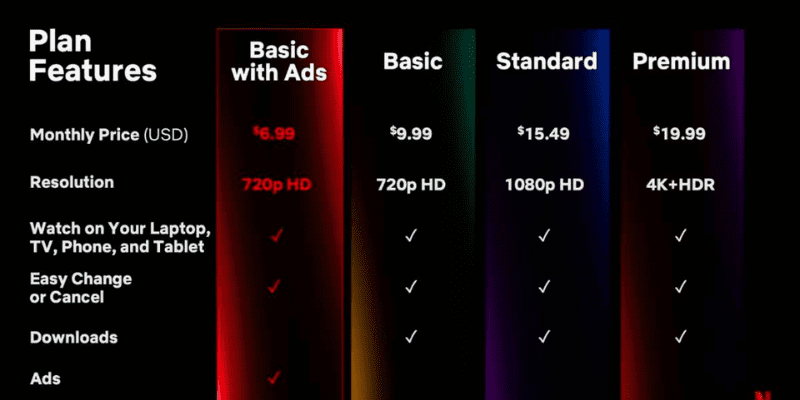 Plan
Features
Basic
with Ads
Basic
Standard
Premium
Monthly Price (USD)
$6.99
$9.99
$15.49
$19.99
Resolution
720p HD
720p HD
1080p HD
4K+HDR
Watch on Your Laptop,
TV, Phone, and Tablet
✓
✓
✓
✓
Easy Change
or Cancel
✓
✓
✓
✓
Downloads
✓
✓
✓
Ads
✓